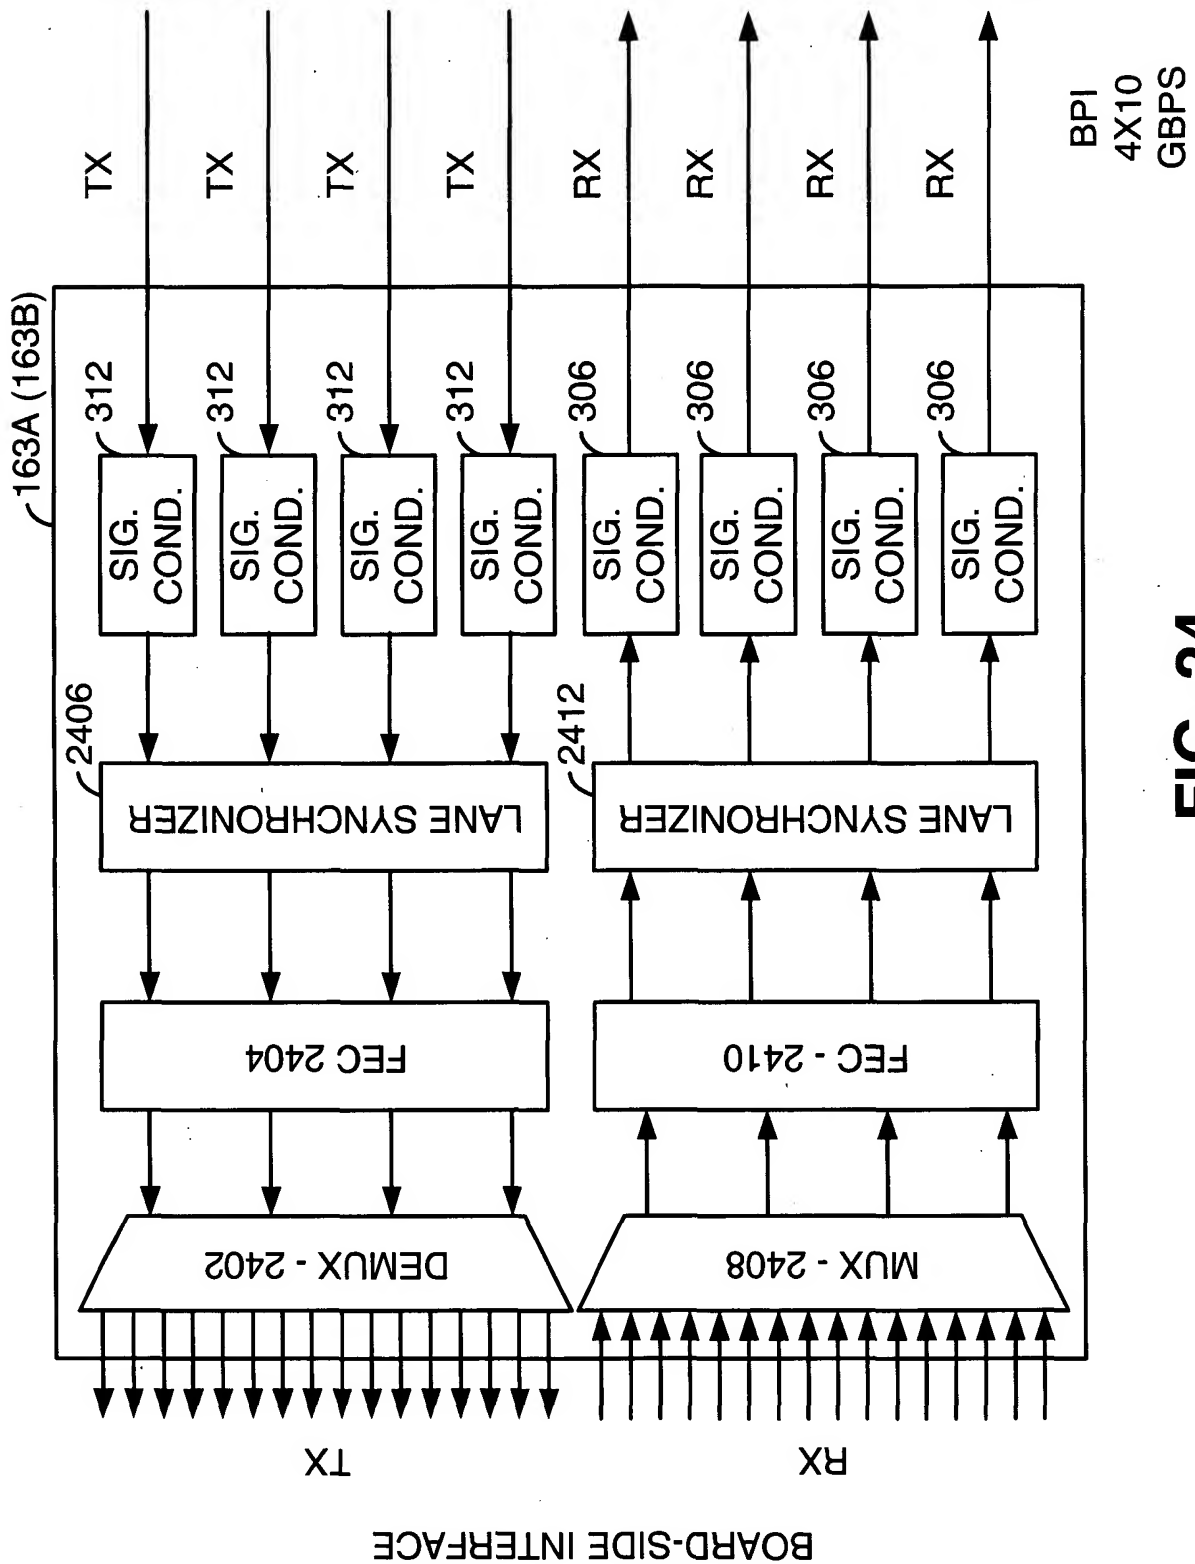 163A (163B)
TX
TX
TX
TX
RX
RX
RX
RX
BPI
4X10
GBPS
312
312
312
312
306
306
306
306
SIG.
COND.
SIG.
COND.
SIG.
COND.
SIG.
COND.
SIG.
COND.
SIG.
COND.
SIG.
COND.
SIG.
COND.
2406
2412
LANE SYNCHRONIZER
LANE SYNCHRONIZER
FEC 2404
FEC - 2410
DEMUX - 2402
MUX - 2408
TX
RX
BOARD-SIDE INTERFACE
FIG. 24